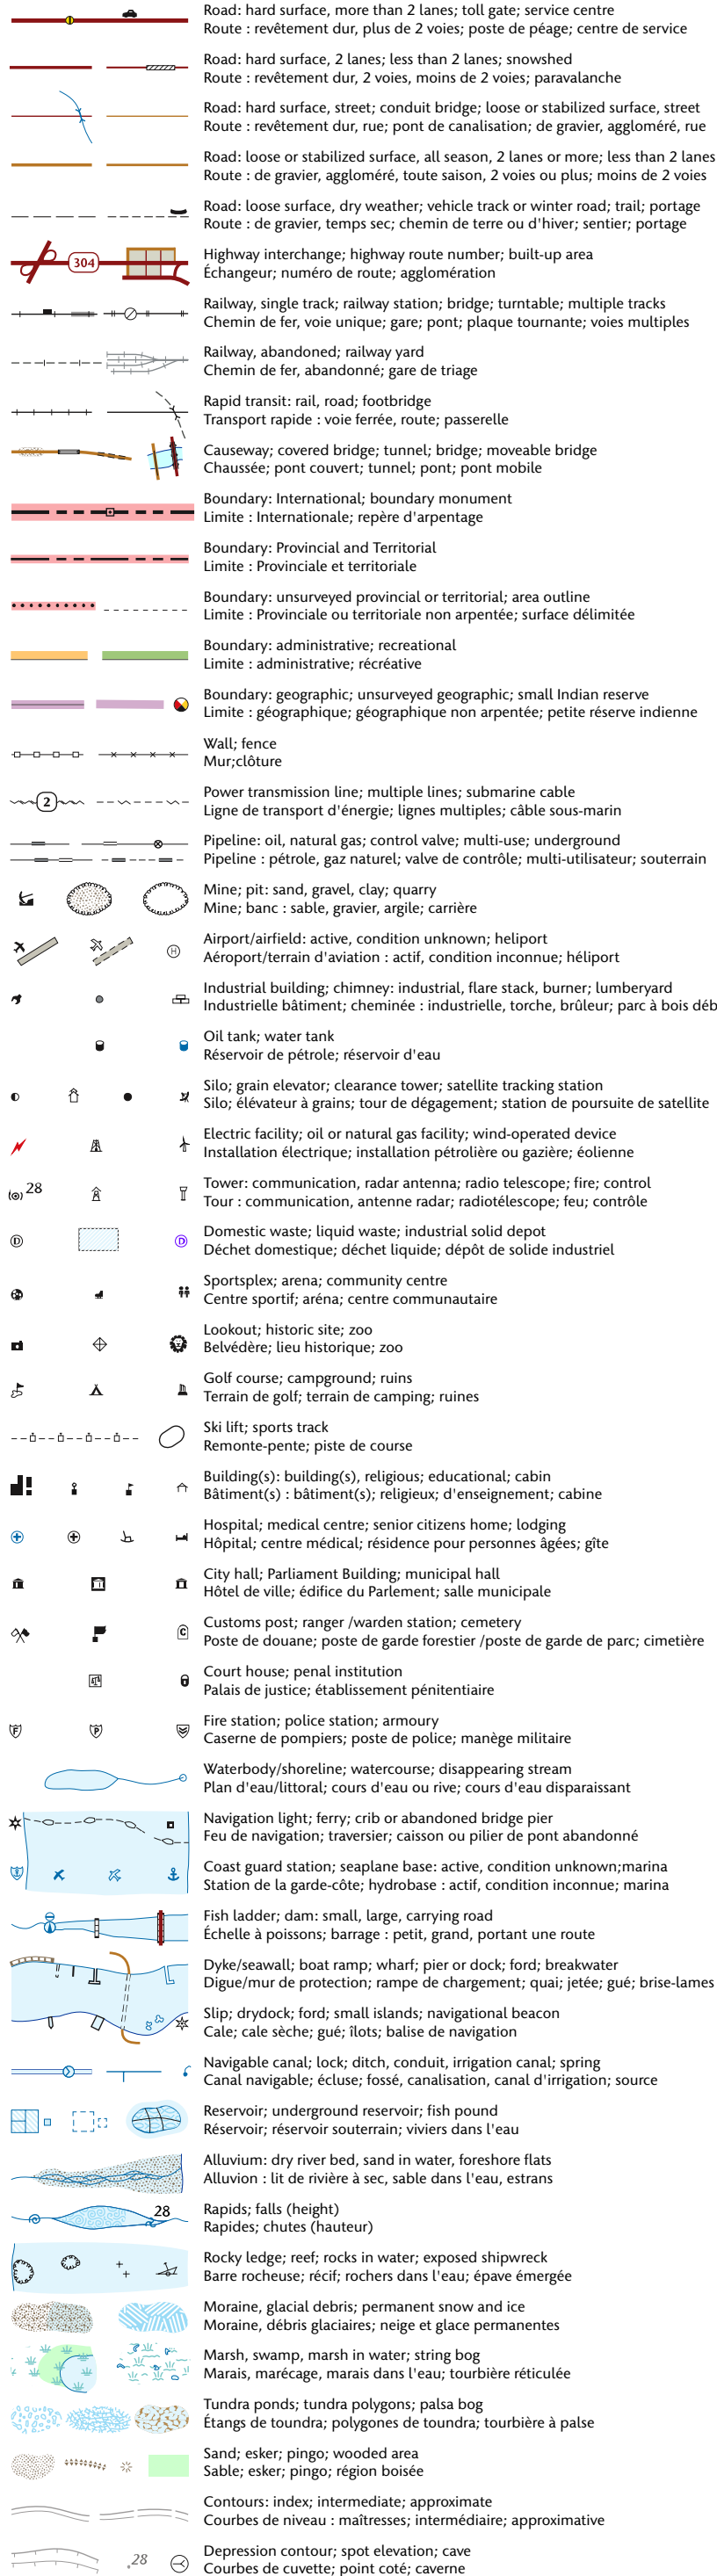 Road: hard surface, more than 2 lanes; toll gate; service centre
Route : revêtement dur, plus de 2 voies; poste de péage; centre de service
Road: hard surface, 2 lanes; less than 2 lanes; snowshed
Route : revêtement dur, 2 voies, moins de 2 voies; paravalanche
Road: hard surface, street; conduit bridge; loose or stabilized surface, street
Route : revêtement dur, rue; pont de canalisation; de gravier, aggloméré, rue
Road: loose or stabilized surface, all season, 2 lanes or more; less than 2 lanes
Route : de gravier, aggloméré, toute saison, 2 voies ou plus; moins de 2 voies
Road: loose surface, dry weather; vehicle track or winter road; trail; portage
Route : de gravier, temps sec; chemin de terre ou d'hiver; sentier; portage
304
Highway interchange; highway route number; built-up area
Échangeur; numéro de route; agglomération
Railway, single track; railway station; bridge; turntable; multiple tracks
Chemin de fer, voie unique; gare; pont; plaque tournante; voies multiples
Railway, abandoned; railway yard
Chemin de fer, abandonné; gare de triage
Rapid transit: rail, road; footbridge
Transport rapide : voie ferrée, route; passerelle
Causeway; covered bridge; tunnel; bridge; moveable bridge
Chaussée; pont couvert; tunnel; pont; pont mobile
Boundary: International; boundary monument
Limite : Internationale; repère d'arpentage
Boundary: Provincial and Territorial
Limite : Provinciale et territoriale
Boundary: unsurveyed provincial or territorial; area outline
Limite : Provinciale ou territoriale non arpentée; surface délimitée
Boundary: administrative; recreational
Limite : administrative; récréative
Boundary: geographic; unsurveyed geographic; small Indian reserve
Limite : géographique; géographique non arpentée; petite réserve indienne
Wall; fence
Mur;clôture
2
Power transmission line; multiple lines; submarine cable
Ligne de transport d'énergie; lignes multiples; câble sous-marin
Pipeline: oil, natural gas; control valve; multi-use; underground
Pipeline : pétrole, gaz naturel; valve de contrôle; multi-utilisateur; souterrain
Mine; pit: sand, gravel, clay; quarry
Mine; banc : sable, gravier, argile; carrière
H
Airport/airfield: active, condition unknown; heliport
Aéroport/terrain d'aviation : actif, condition inconnue; héliport
Industrial building; chimney: industrial, flare stack, burner; lumberyard
Industrielle bâtiment; cheminée : industrielle, torche, brûleur; parc à bois déb
Oil tank; water tank
Réservoir de pétrole; réservoir d'eau
Silo; grain elevator; clearance tower; satellite tracking station
Silo; élévateur à grains; tour de dégagement; station de poursuite de satellite
Electric facility; oil or natural gas facility; wind-operated device
Installation électrique; installation pétrolière ou gazière; éolienne
28
Tower: communication, radar antenna; radio telescope; fire; control
Tour : communication, antenne radar; radiotélescope; feu; contrôle
D
D
Domestic waste; liquid waste; industrial solid depot
Déchet domestique; déchet liquide; dépôt de solide industriel
Sportsplex; arena; community centre
Centre sportif; aréna; centre communautaire
Lookout; historic site; zoo
Belvédère; lieu historique; zoo
Golf course; campground; ruins
Terrain de golf; terrain de camping; ruines
Ski lift; sports track
Remonte-pente; piste de course
Building(s): building(s), religious; educational; cabin
Bâtiment(s) : bâtiment(s); religieux; d'enseignement; cabine
Hospital; medical centre; senior citizens home; lodging
Hôpital; centre médical; résidence pour personnes âgées; gîte
City hall; Parliament Building; municipal hall
Hôtel de ville; édifice du Parlement; salle municipale
C
Customs post; ranger /warden station; cemetery
Poste de douane; poste de garde forestier /poste de garde de parc; cimetière
Court house; penal institution
Palais de justice; établissement pénitentiaire
F
P
Fire station; police station; armoury
Caserne de pompiers; poste de police; manège militaire
Waterbody/shoreline; watercourse; disappearing stream
Plan d'eau/littoral; cours d'eau ou rive; cours d'eau disparaissant
Navigation light; ferry; crib or abandoned bridge pier
Feu de navigation; traversier; caisson ou pilier de pont abandonné
Coast guard station; seaplane base: active, condition unknown;marina
Station de la garde-côte; hydrobase : actif, condition inconnue; marina
Fish ladder; dam: small, large, carrying road
Échelle à poissons; barrage : petit, grand, portant une route
Dyke/seawall; boat ramp; wharf; pier or dock; ford; breakwater
Digue/mur de protection; rampe de chargement; quai; jetée; gué; brise-lames
Slip; drydock; ford; small islands; navigational beacon
Cale; cale sèche; gué; îlots; balise de navigation
Navigable canal; lock; ditch, conduit, irrigation canal; spring
Canal navigable; écluse; fossé, canalisation, canal d'irrigation; source
Reservoir; underground reservoir; fish pound
Réservoir; réservoir souterrain; viviers dans l'eau
Alluvium: dry river bed, sand in water, foreshore flats
Alluvion : lit de rivière à sec, sable dans l'eau, estrans
28
Rapids; falls (height)
Rapides; chutes (hauteur)
Rocky ledge; reef; rocks in water; exposed shipwreck
Barre rocheuse; récif; rochers dans l'eau; épave émergée
Moraine, glacial debris; permanent snow and ice
Moraine, débris glaciaires; neige et glace permanentes
Marsh, swamp, marsh in water; string bog
Marais, marécage, marais dans l'eau; tourbière réticulée
Tundra ponds; tundra polygons; palsa bog
Étangs de toundra; polygones de toundra; tourbière à palse
Sand; esker; pingo; wooded area
Sable; esker; pingo; région boisée
Contours: index; intermediate; approximate
Courbes de niveau : maîtresses; intermédiaire; approximative
.28
Depression contour; spot elevation; cave
Courbes de cuvette; point coté; caverne